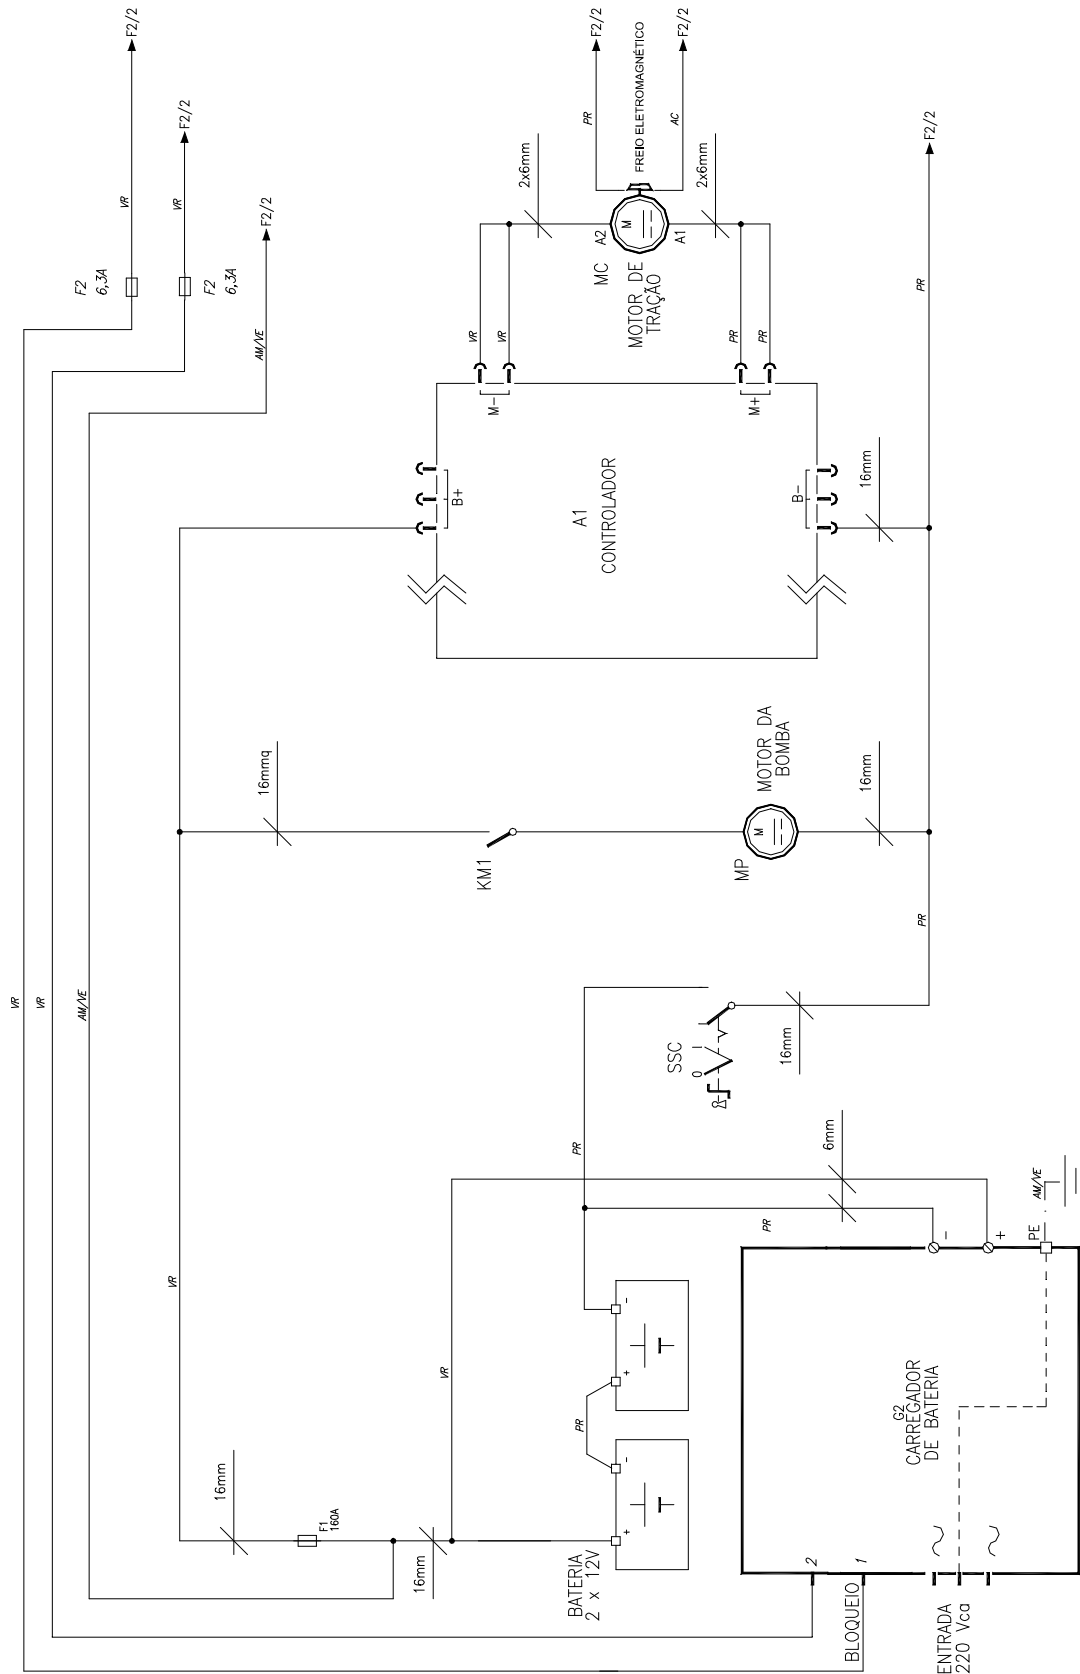 F2/2
VR
F2
6,3A
F2/2
VR
F2
6,3A
F2/2
AM/VE
F2/2
PR
FREIO ELETROMAGNÉTICO
F2/2
AC
2x6mm
2x6mm
A2
M
A1
MC
MOTOR DE
TRAÇÃO
VR
VR
PR
PR
M-
M+
B+
B-
A1
CONTROLADOR
16mm
F2/2
PR
16mmq
KM1
MP
M
MOTOR DA
BOMBA
16mm
PR
VR
VR
AM/VE
SSC
0
I
16mm
PR
PR
6mm
VR
VR
16mm
F1
160A
16mm
BATERIA
2 x 12V
+
-
PR
+
-
-
+
PE
AM/VE
G2
CARREGADOR
DE BATERIA
2
1
BLOQUEIO
ENTRADA
220 Vca